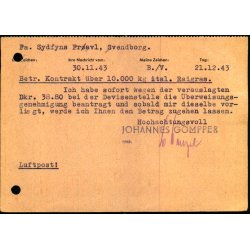 Fa. Sydfyns Frøavl, Svendborg.
Zeichen: Ihre Nachricht vom: Meine Zeichen: Tag:
30.11.43 B./V. 21.12.43
Betr. Kontrakt über 10.000 kg ital. Raigras.
Ich habe sofort wegen der verauslagten
Dkr. 38.80 bei der Devisenstelle die Überweisungs-
genehmigung beantragt und sobald mir dieselbe vor-
liegt, werde ich Ihnen den Betrag zugehen lassen.
Hochachtungsvoll
JOHANNES GOMPPER
Luftpost!